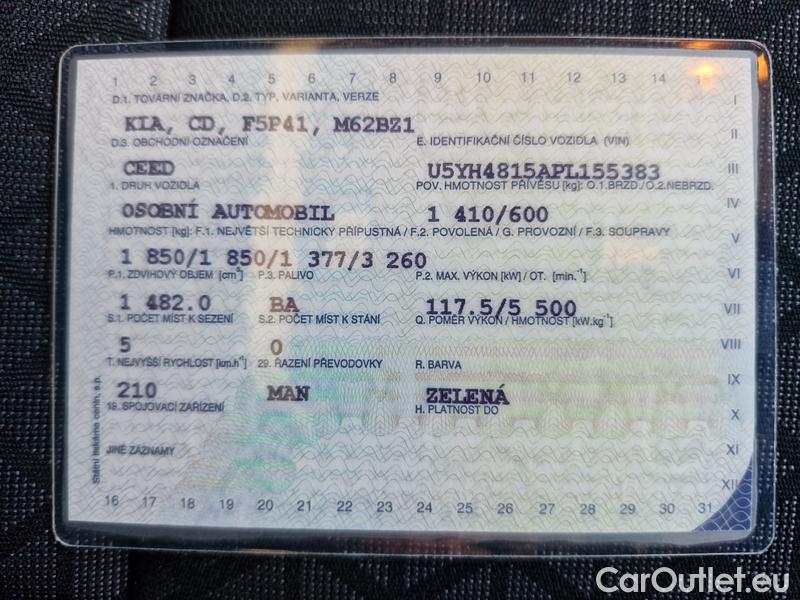 1 2 3 4 5 6 7 8 9 10 11 12 13 14
D.1. TOVÁRNÍ ZNAČKA, D.2. TYP, VARIANTA, VERZE I
KIA, CD, F5P41, M62BZ1 II
D.3. OBCHODNÍ OZNAČENÍ E. IDENTIFIKAČNÍ ČÍSLO VOZIDLA (VIN)
CEED U5YH4815APL155383 III
1. DRUH VOZIDLA POV. HMOTNOST PŘÍVĚSU [kg]: O.1.BRZD./O.2.NEBRZD.
OSOBNÍ AUTOMOBIL 1 410/600 IV
HMOTNOST [kg]: F.1. NEJVĚTŠÍ TECHNICKY PŘÍPUSTNÁ / F.2. POVOLENÁ / G. PROVOZNÍ / F.3. SOUPRAVY V
1 850/1 850/1 377/3 260
P.1. ZDVIHOVÝ OBJEM [cm³] P.3. PALIVO P.2. MAX. VÝKON [kW] / OT. [min.⁻¹] VI
1 482.0 BA 117.5/5 500 VII
S.1. POČET MÍST K SEZENÍ S.2. POČET MÍST K STÁNÍ Q. POMĚR VÝKON / HMOTNOST [kW.kg⁻¹]
5 0 VIII
T. NEJVYŠŠÍ RYCHLOST [km.h⁻¹] 29. ŘAZENÍ PŘEVODOVKY R. BARVA
210 MAN ZELENÁ IX
19. SPOJOVACÍ ZAŘÍZENÍ H. PLATNOST DO X
JINÉ ZÁZNAMY XI
XII
16 17 18 19 20 21 22 23 24 25 26 27 28 29 30 31
Státní tiskárna cenin, s.p.
CarOutlet.eu